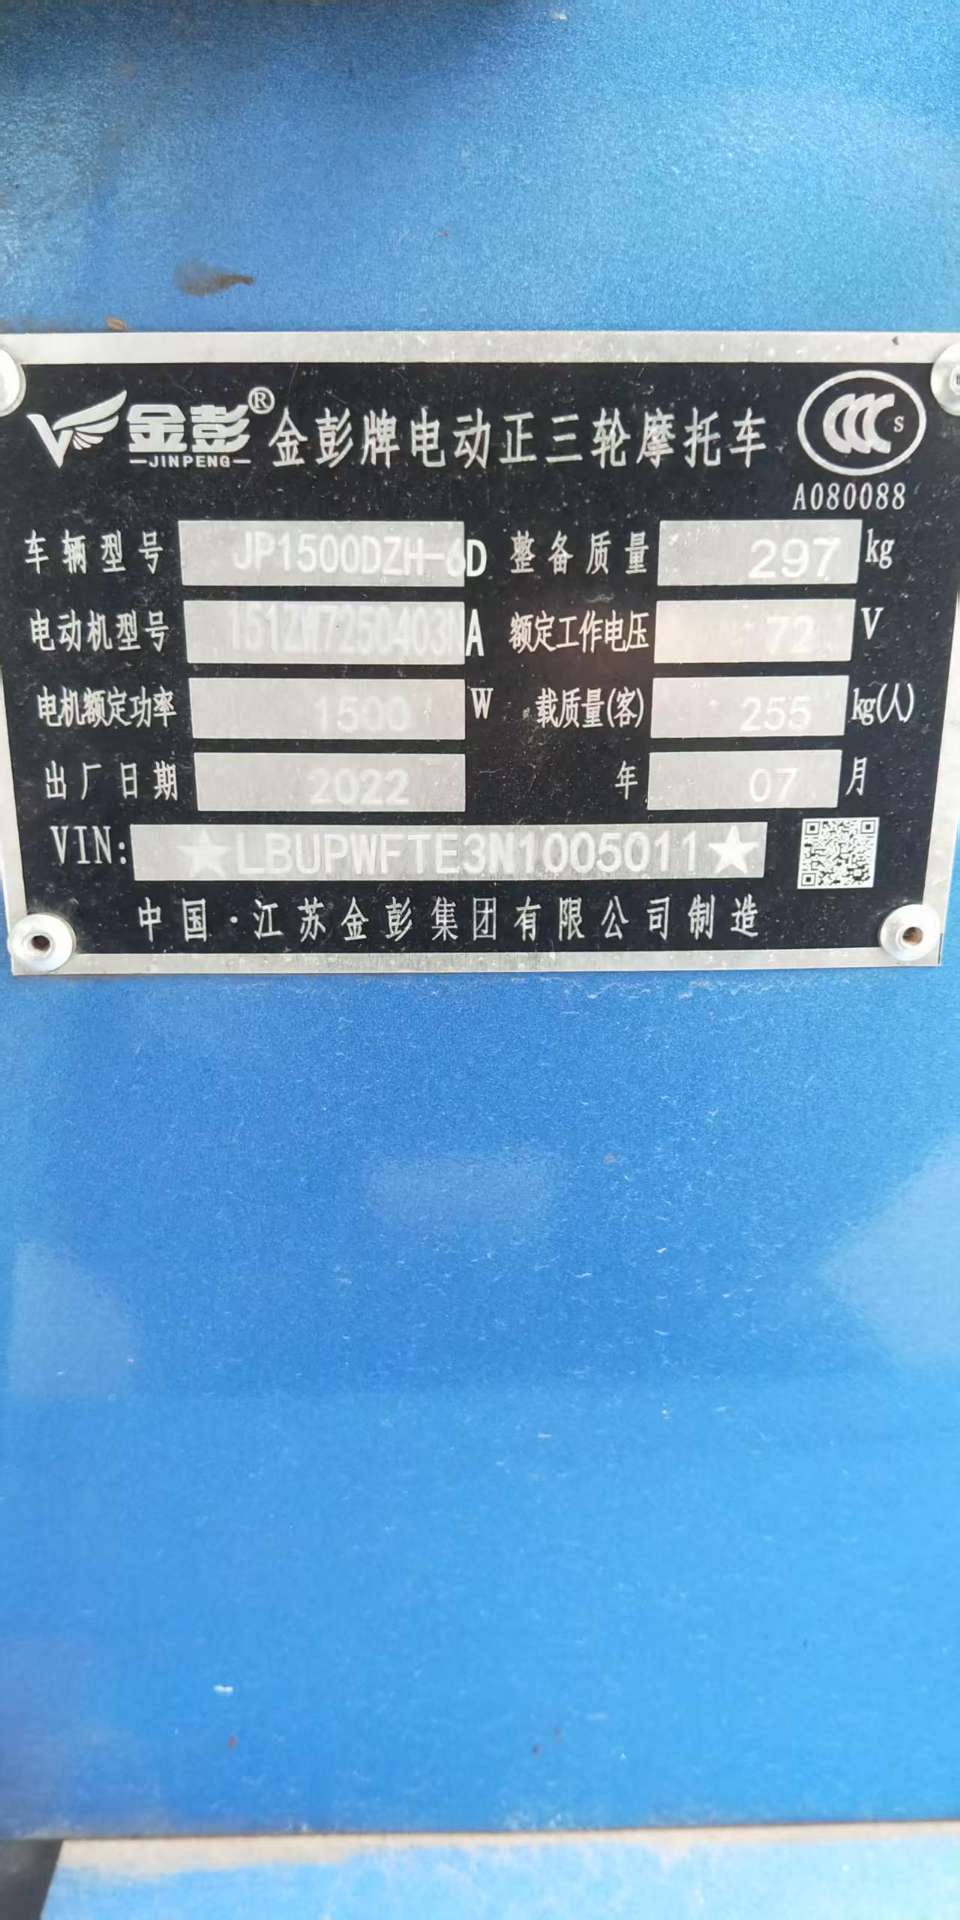 金彭® JINPENG 金彭牌电动正三轮摩托车 CCC S
A080088
车辆型号 JP1500DZH-6D 整备质量 297 kg
电动机型号 A 额定工作电压 72 V
电机额定功率 1500 W 载质量(客) 255 kg(人)
出厂日期 2022 年 07 月
VIN: ★LBUPWFTE3N1005011★
中国·江苏金彭集团有限公司制造